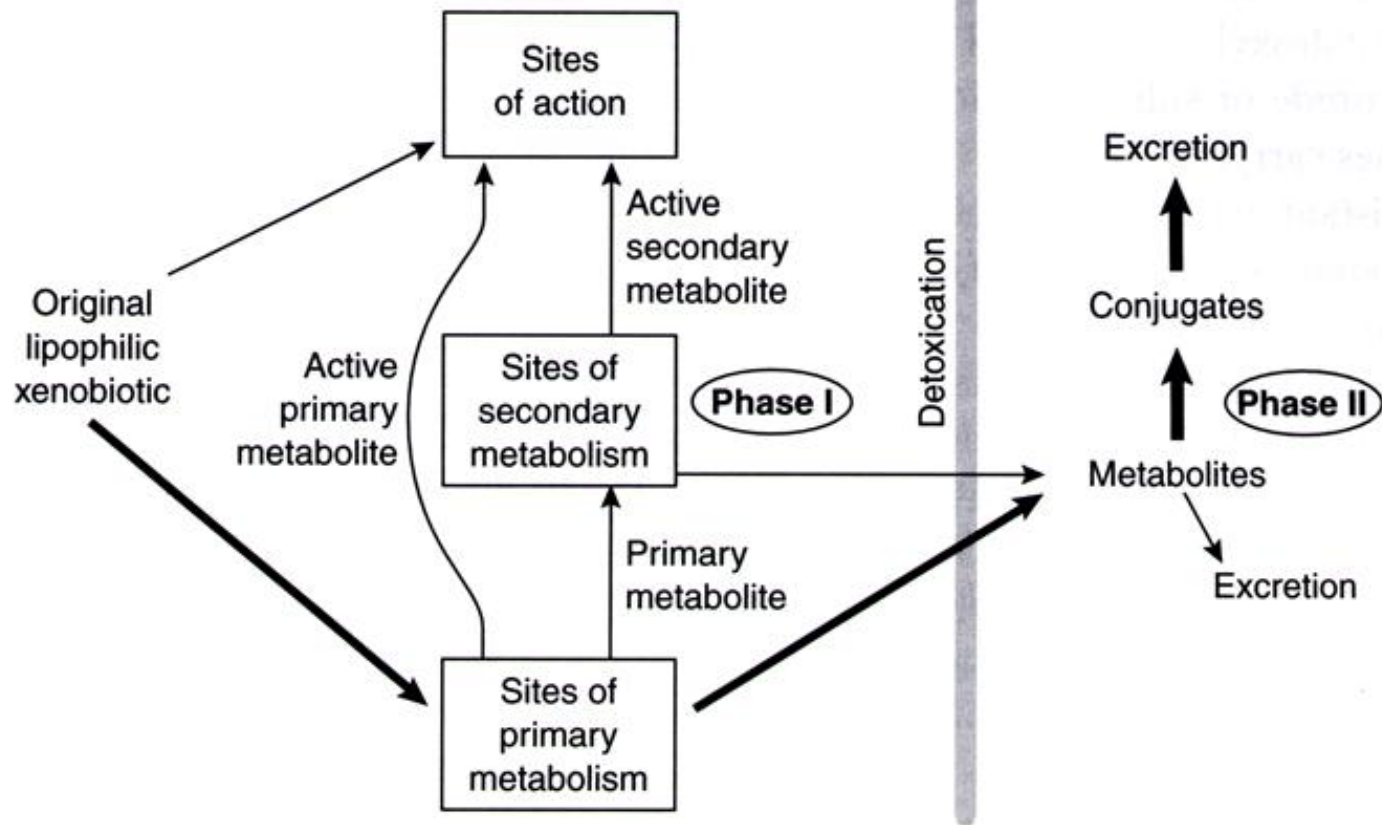 Sites
of action
Excretion
Active
secondary
metabolite
Original
lipophilic
xenobiotic
Detoxication
Conjugates
Active
primary
metabolite
Sites of
secondary
metabolism
Phase I
Phase II
Metabolites
Primary
metabolite
Excretion
Sites of
primary
metabolism